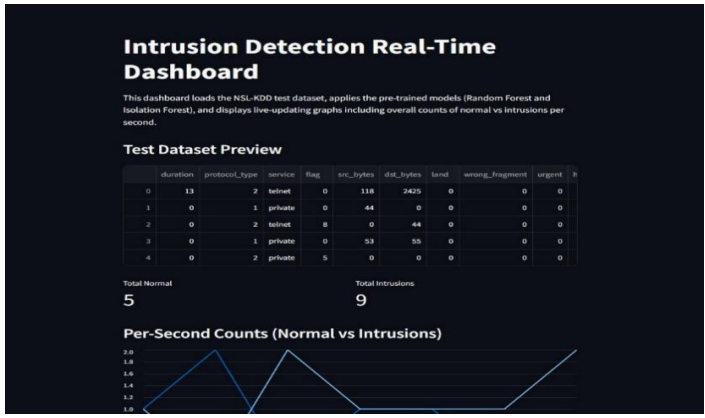 Intrusion Detection Real-Time
Dashboard
This dashboard loads the NSL-KDD test dataset, applies the pre-trained models (Random Forest and
Isolation Forest), and displays live-updating graphs including overall counts of normal vs intrusions per
second.
Test Dataset Preview
duration protocol_type service flag src_bytes dst_bytes land wrong_fragment urgent h
0 13 2 telnet 0 118 2425 0 0 0
1 0 1 private 0 44 0 0 0 0
2 0 2 telnet 8 0 44 0 0 0
3 0 1 private 0 53 55 0 0 0
4 0 2 private 5 0 0 0 0 0
Total Normal Total Intrusions
5 9
Per-Second Counts (Normal vs Intrusions)
2.0
1.8
1.6
1.4
1.2
1.0